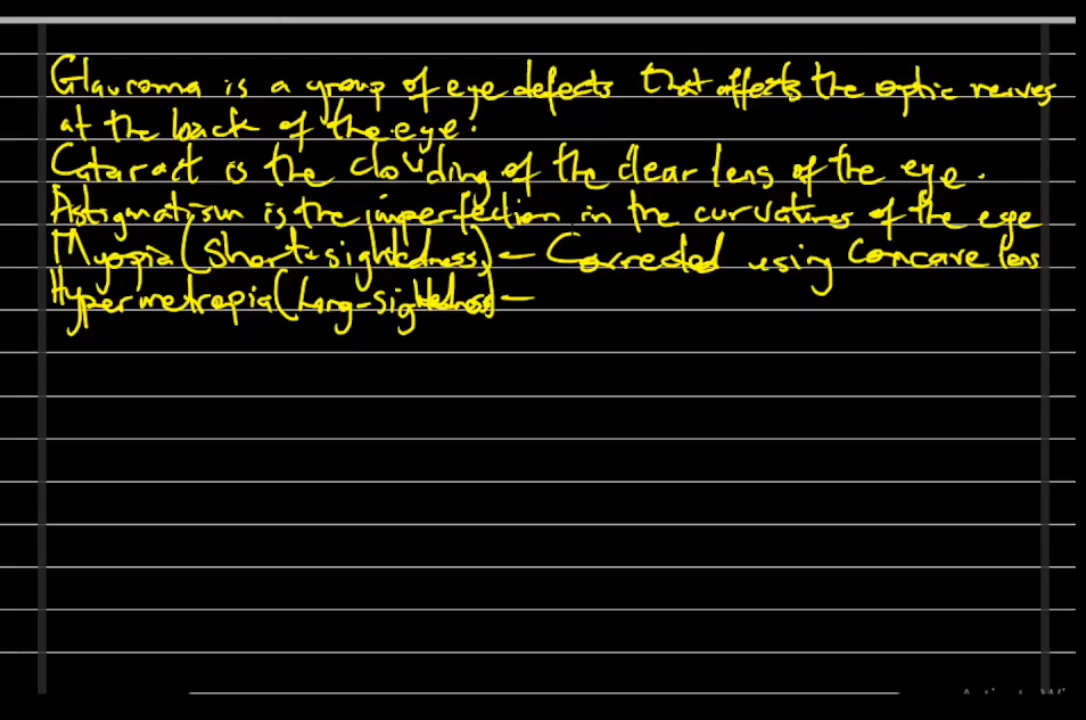 Glaucoma is a group of eye defects that affects the optic nerves
at the back of the eye.
Cataract is the clouding of the clear lens of the eye.
Astigmatism is the imperfection in the curvatures of the eye
Myopia (Short-sightedness) - Corrected using Concave lens
Hypermetropia (Long-sightedness) -